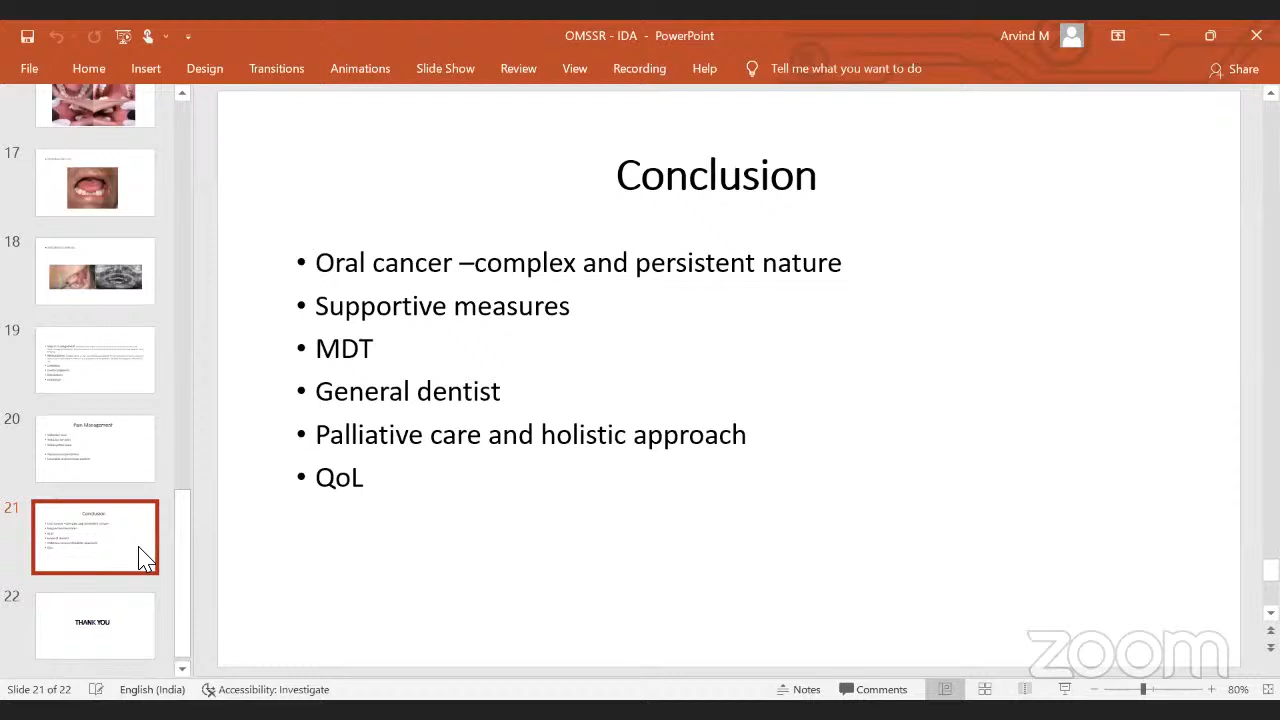 OMSSR - IDA - PowerPoint
Arvind M
File Home Insert Design Transitions Animations Slide Show Review View Recording Help Tell me what you want to do Share
17
18
19
20
Pain Management
21
Conclusion
22
THANK YOU
Conclusion
• Oral cancer –complex and persistent nature
• Supportive measures
• MDT
• General dentist
• Palliative care and holistic approach
• QoL
zoom
Slide 21 of 22 English (India) Accessibility: Investigate Notes Comments 80%